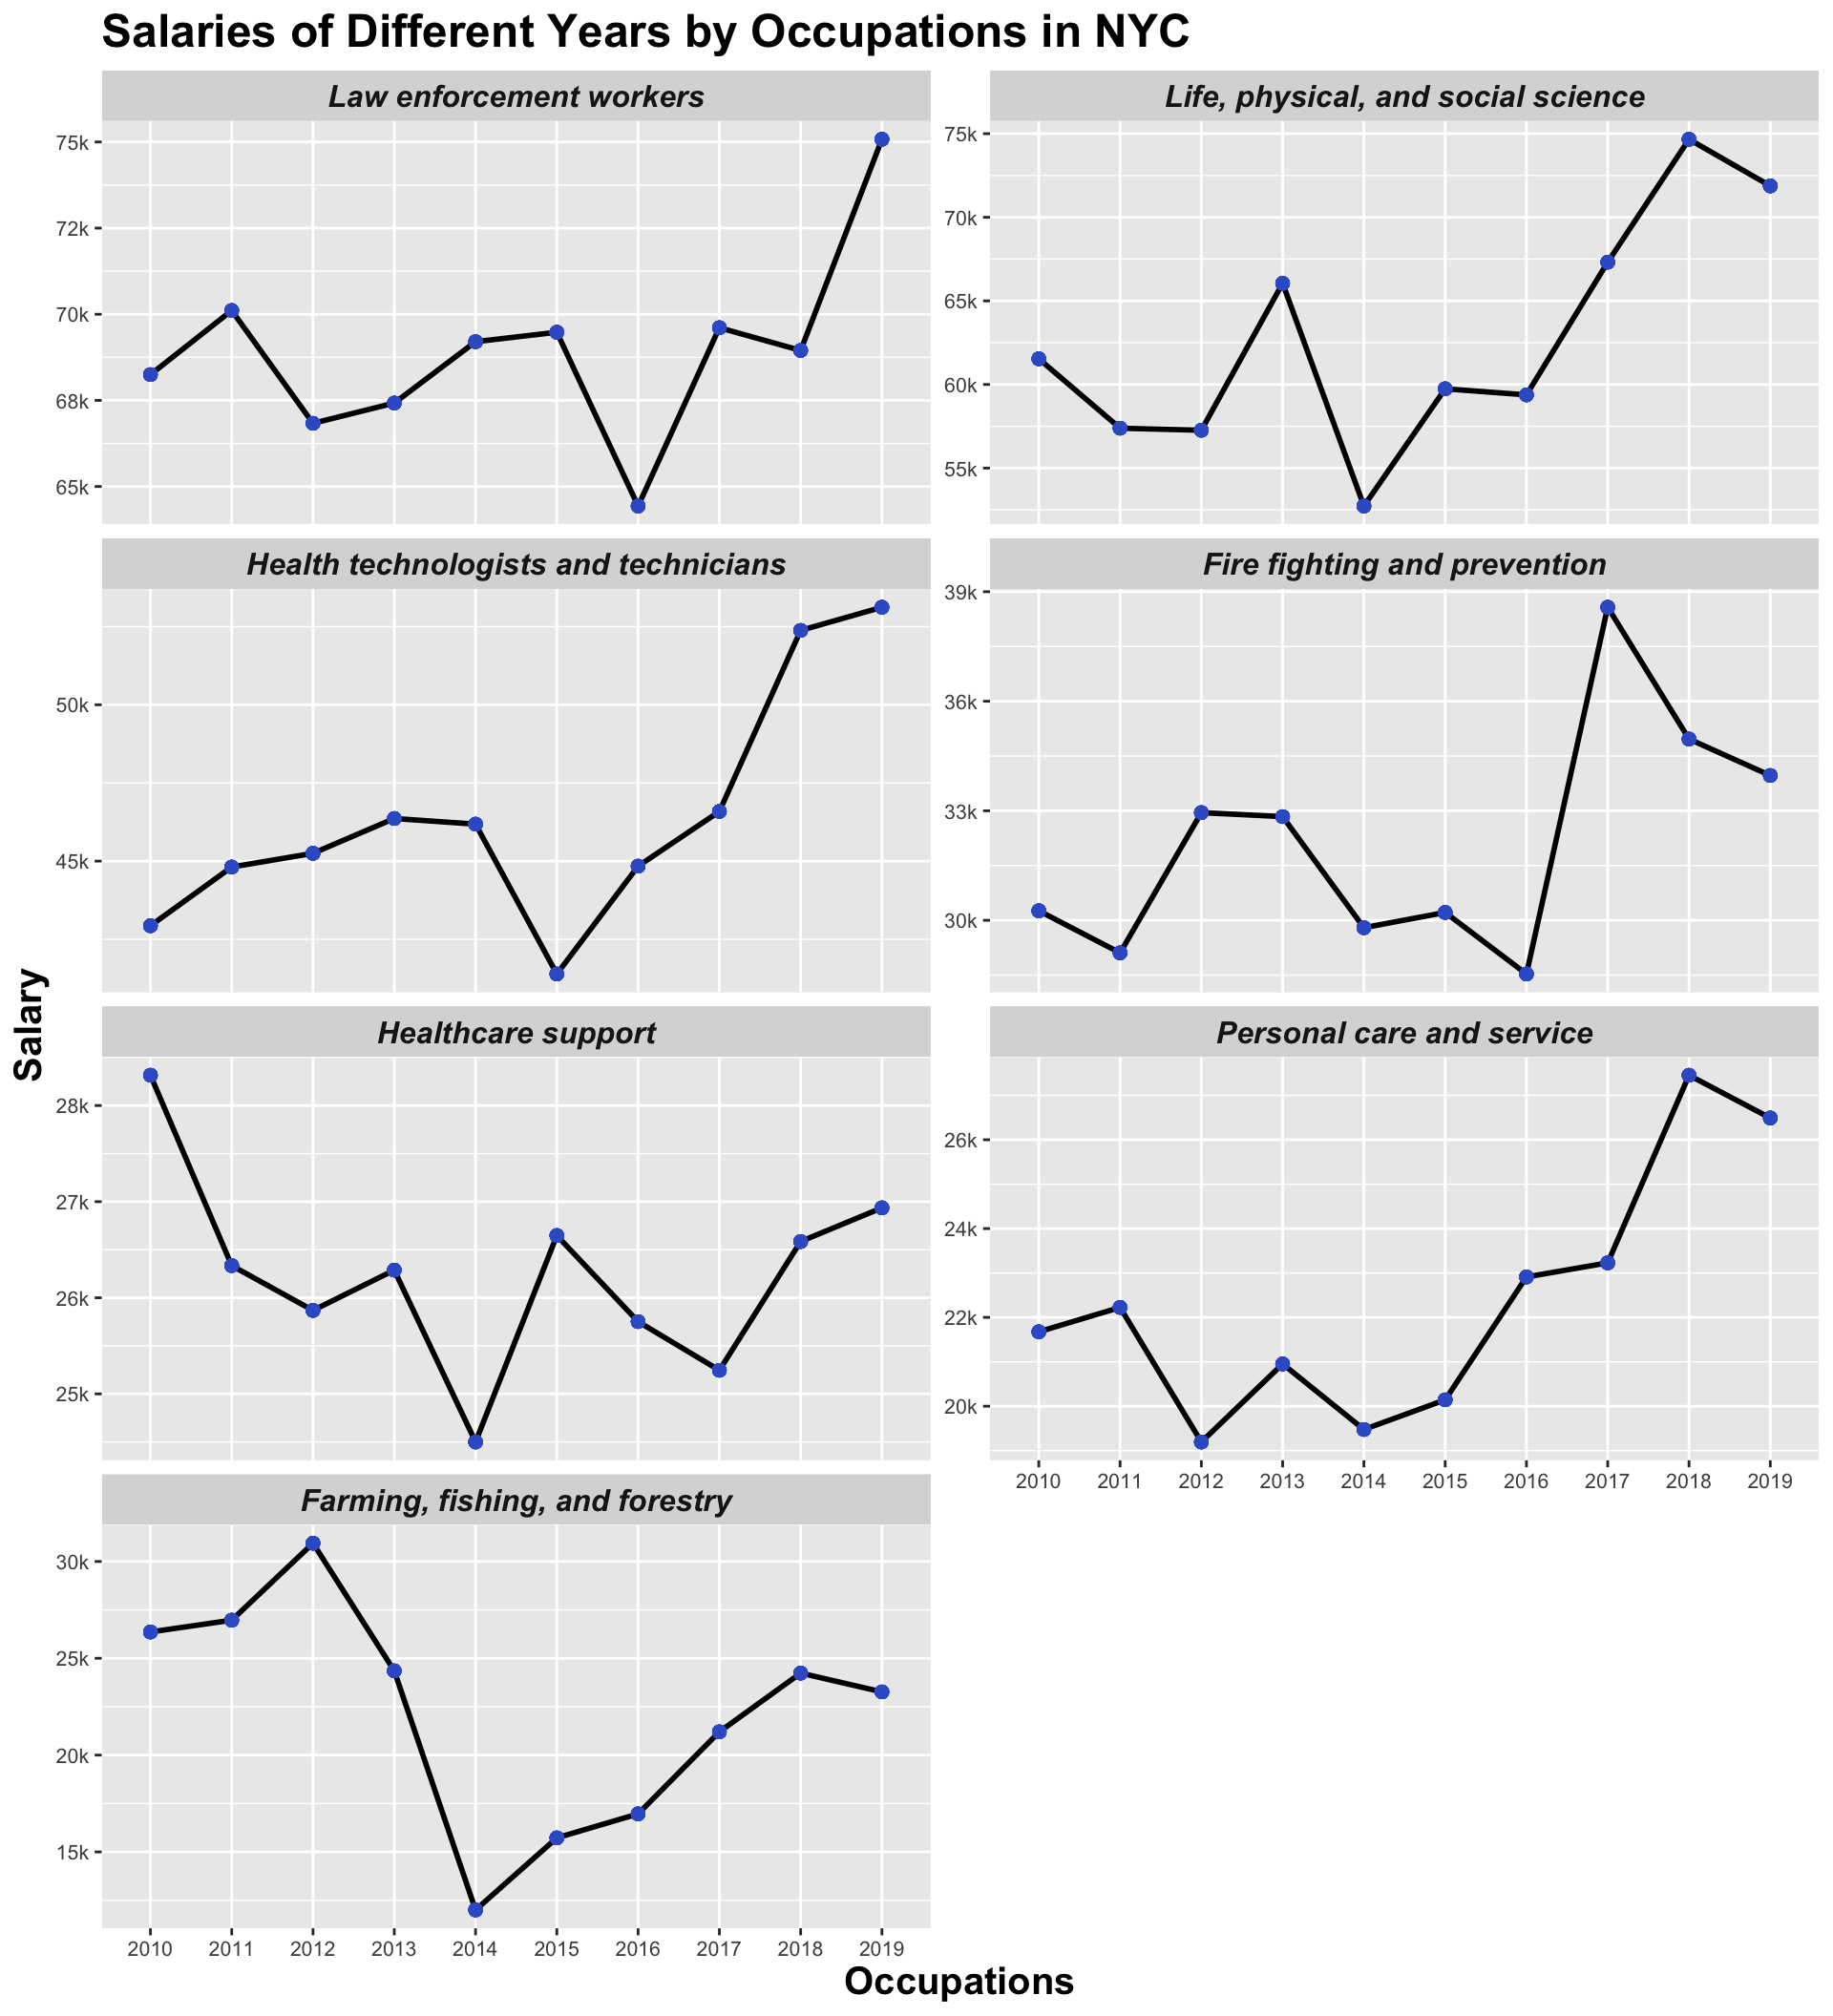 Salaries of Different Years by Occupations in NYC
Law enforcement workers
75k
72k
70k
68k
65k
Life, physical, and social science
75k
70k
65k
60k
55k
Health technologists and technicians
50k
45k
Fire fighting and prevention
39k
36k
33k
30k
Salary
Healthcare support
28k
27k
26k
25k
Personal care and service
26k
24k
22k
20k
2010 2011 2012 2013 2014 2015 2016 2017 2018 2019
Farming, fishing, and forestry
30k
25k
20k
15k
2010 2011 2012 2013 2014 2015 2016 2017 2018 2019
Occupations